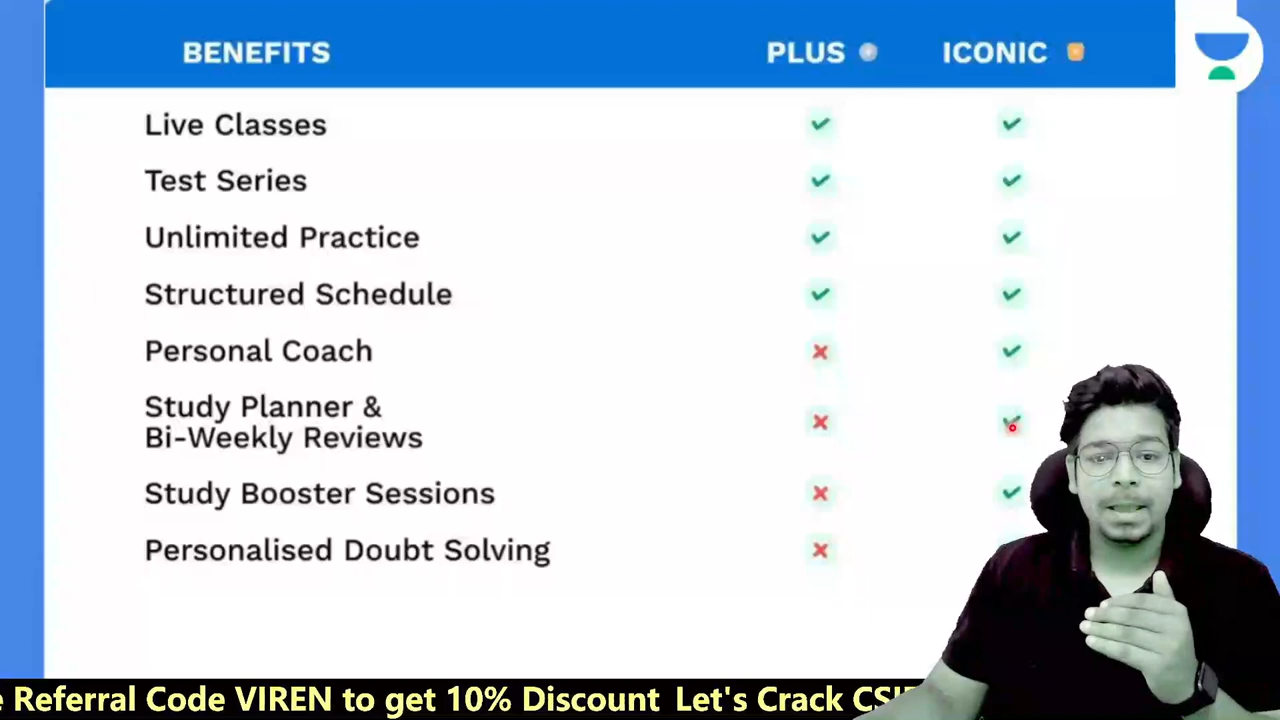 BENEFITS PLUS ICONIC
Live Classes
Test Series
Unlimited Practice
Structured Schedule
Personal Coach
Study Planner &
Bi-Weekly Reviews
Study Booster Sessions
Personalised Doubt Solving
Referral Code VIREN to get 10% Discount Let's Crack